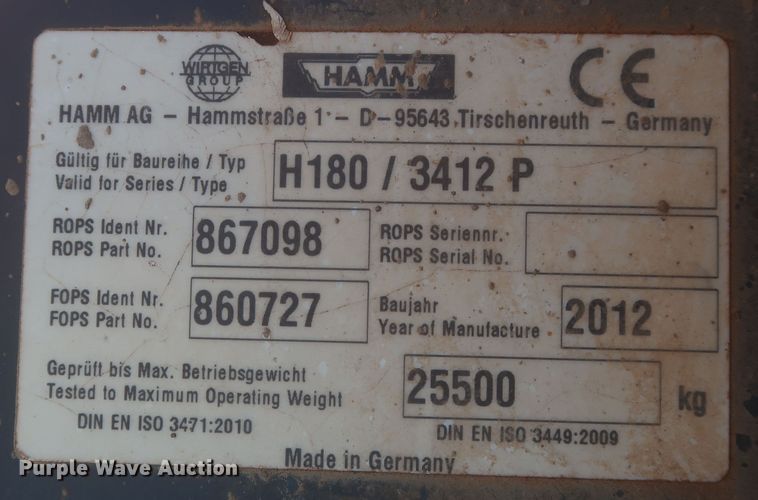 WIRTGEN
GROUP
HAMM
CE
HAMM AG – Hammstraße 1 – D–95643 Tirschenreuth – Germany
Gültig für Baureihe / Typ
Valid for Series / Type
H180 / 3412 P
ROPS Ident Nr.
ROPS Part No.
867098
ROPS Seriennr.
ROPS Serial No.
FOPS Ident Nr.
FOPS Part No.
860727
Baujahr
Year of Manufacture
2012
Geprüft bis Max. Betriebsgewicht
Tested to Maximum Operating Weight
25500
kg
DIN EN ISO 3471:2010
DIN EN ISO 3449:2009
Made in Germany
Purple Wave Auction